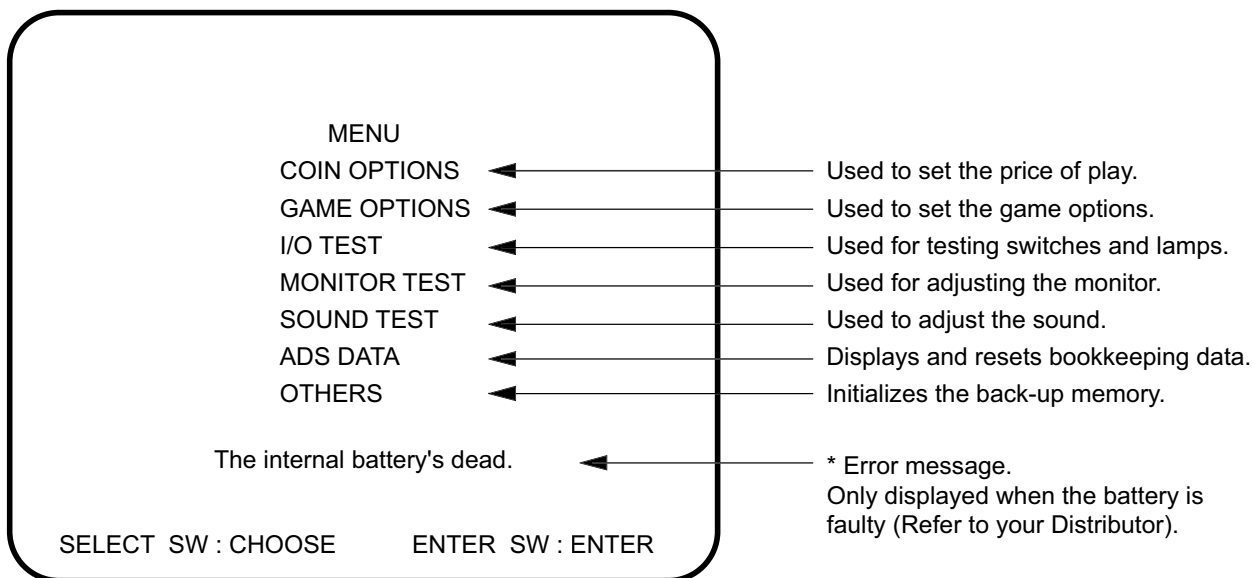 MENU
COIN OPTIONS
Used to set the price of play.
GAME OPTIONS
Used to set the game options.
I/O TEST
Used for testing switches and lamps.
MONITOR TEST
Used for adjusting the monitor.
SOUND TEST
Used to adjust the sound.
ADS DATA
Displays and resets bookkeeping data.
OTHERS
Initializes the back-up memory.
The internal battery's dead.
* Error message.
Only displayed when the battery is
faulty (Refer to your Distributor).
SELECT SW : CHOOSE ENTER SW : ENTER